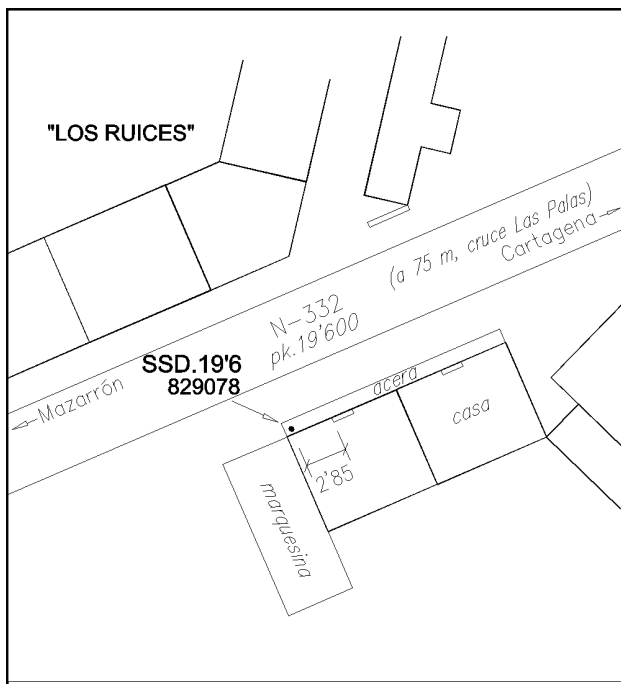 "LOS RUICES"
(a 75 m, cruce Las Palas)
Cartagena
N-332
pk.19'600
SSD.19'6
829078
Mazarrón
acera
casa
2'85
marquesina